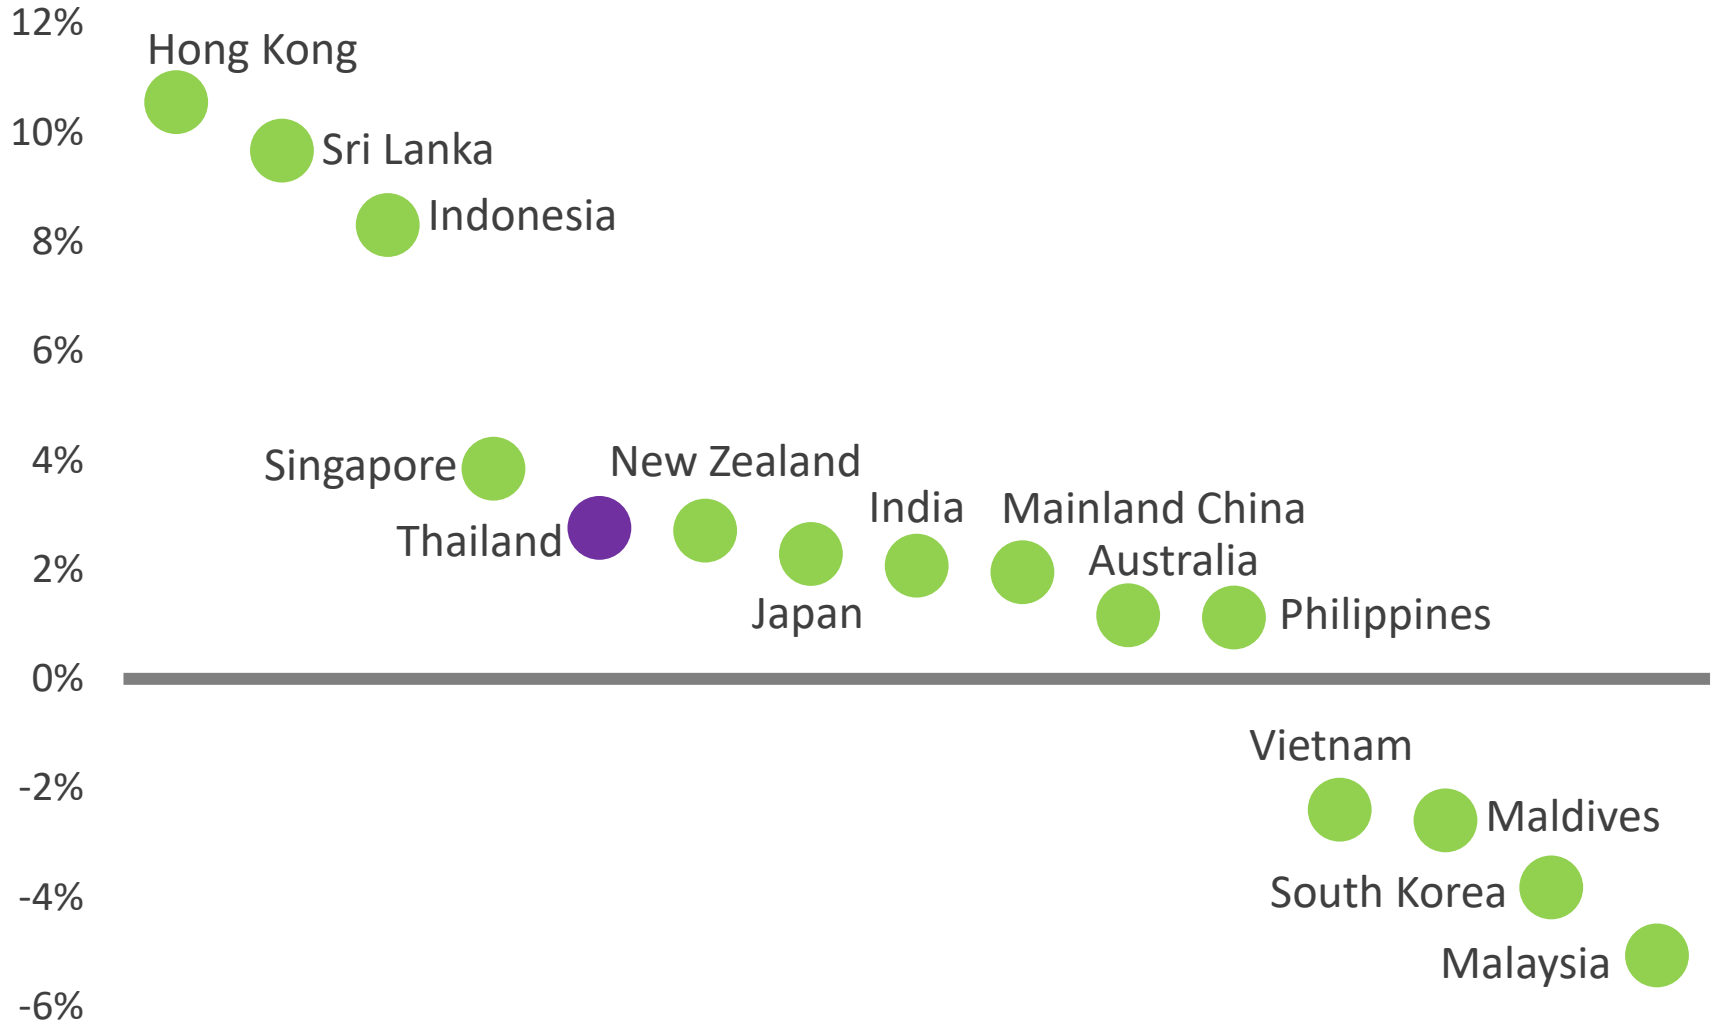 12%
Hong Kong
10%
Sri Lanka
Indonesia
8%
6%
4%
Singapore
New Zealand
India
Mainland China
Thailand
Australia
2%
Japan
Philippines
0%
Vietnam
-2%
Maldives
-4%
South Korea
Malaysia
-6%